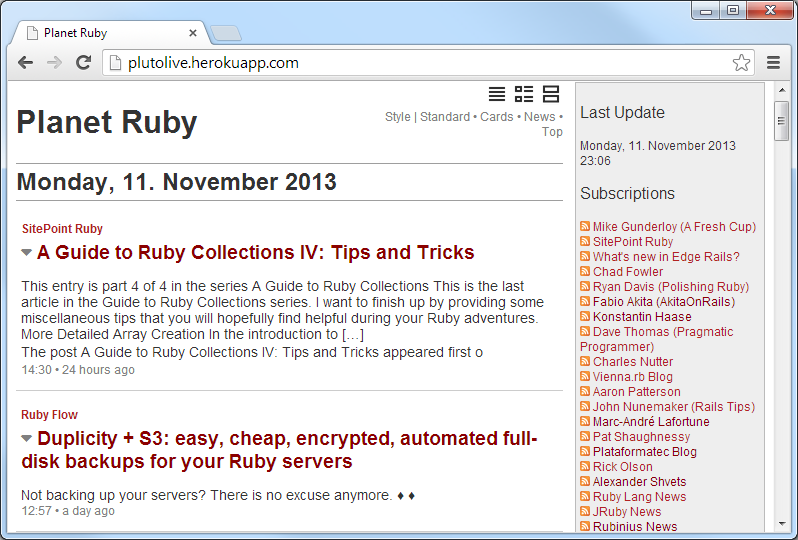 Planet Ruby
plutolive.herokuapp.com
Planet Ruby
Style | Standard • Cards • News •
Top
Monday, 11. November 2013
SitePoint Ruby
A Guide to Ruby Collections IV: Tips and Tricks
This entry is part 4 of 4 in the series A Guide to Ruby Collections This is the last
article in the Guide to Ruby Collections series. I want to finish up by providing some
miscellaneous tips that you will hopefully find helpful during your Ruby adventures.
More Detailed Array Creation In the introduction to […]
The post A Guide to Ruby Collections IV: Tips and Tricks appeared first o
14:30 • 24 hours ago
Ruby Flow
Duplicity + S3: easy, cheap, encrypted, automated full-
disk backups for your Ruby servers
Not backing up your servers? There is no excuse anymore. ♦ ♦
12:57 • a day ago
Last Update
Monday, 11. November 2013
23:06
Subscriptions
Mike Gunderloy (A Fresh Cup)
SitePoint Ruby
What's new in Edge Rails?
Chad Fowler
Ryan Davis (Polishing Ruby)
Fabio Akita (AkitaOnRails)
Konstantin Haase
Dave Thomas (Pragmatic
Programmer)
Charles Nutter
Vienna.rb Blog
Aaron Patterson
John Nunemaker (Rails Tips)
Marc-André Lafortune
Pat Shaughnessy
Plataformatec Blog
Rick Olson
Alexander Shvets
Ruby Lang News
JRuby News
Rubinius News